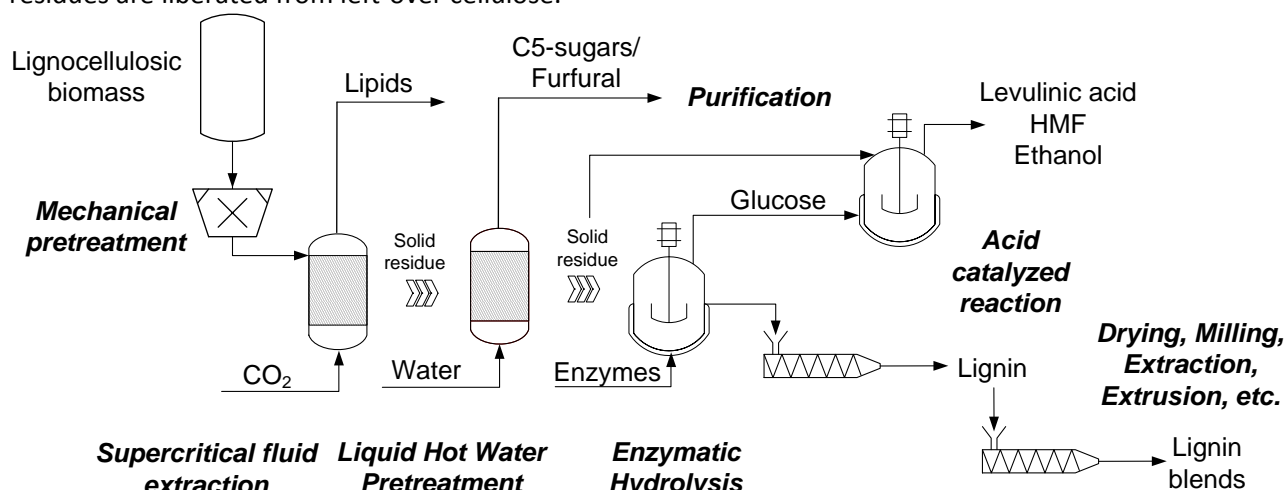 residues are liberated from left-over cellulose.
Lignocellulosic
biomass
Lipids
C5-sugars/
Furfural
Purification
Levulinic acid
HMF
Ethanol
Mechanical
pretreatment
Solid
residue
Solid
residue
Glucose
Acid
catalyzed
reaction
CO2
Water
Enzymes
Lignin
Drying, Milling,
Extraction,
Extrusion, etc.
Supercritical fluid
extraction
Liquid Hot Water
Pretreatment
Enzymatic
Hydrolysis
Lignin
blends